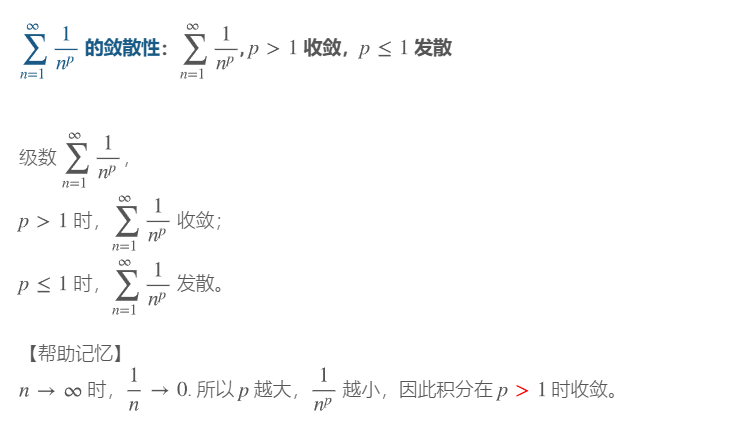 $\sum_{n=1}^{\infty} \frac{1}{n^p}$ 的敛散性：$\sum_{n=1}^{\infty} \frac{1}{n^p}$, $p > 1$ 收敛，$p \leq 1$ 发散
级数 $\sum_{n=1}^{\infty} \frac{1}{n^p}$，
$p > 1$ 时，$\sum_{n=1}^{\infty} \frac{1}{n^p}$ 收敛；
$p \leq 1$ 时，$\sum_{n=1}^{\infty} \frac{1}{n^p}$ 发散。
【帮助记忆】
$n \to \infty$ 时，$\frac{1}{n} \to 0$. 所以 $p$ 越大，$\frac{1}{n^p}$ 越小，因此积分在 $p > 1$ 时收敛。